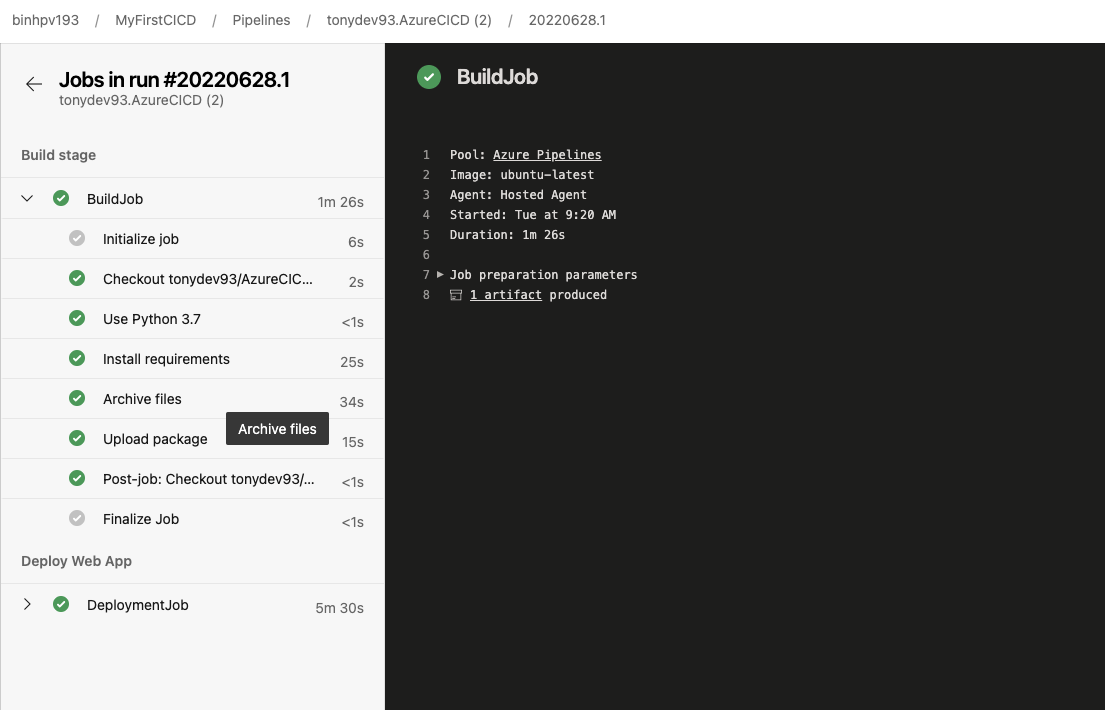 binhpv193 / MyFirstCICD / Pipelines / tonydev93.AzureCICD (2) / 20220628.1
Jobs in run #20220628.1
tonydev93.AzureCICD (2)
Build stage
BuildJob 1m 26s
Initialize job 6s
Checkout tonydev93/AzureCIC... 2s
Use Python 3.7 <1s
Install requirements 25s
Archive files 34s
Archive files
Upload package 15s
Post-job: Checkout tonydev93/... <1s
Finalize Job <1s
Deploy Web App
DeploymentJob 5m 30s
BuildJob
1 Pool: Azure Pipelines
2 Image: ubuntu-latest
3 Agent: Hosted Agent
4 Started: Tue at 9:20 AM
5 Duration: 1m 26s
6
7 Job preparation parameters
8 1 artifact produced